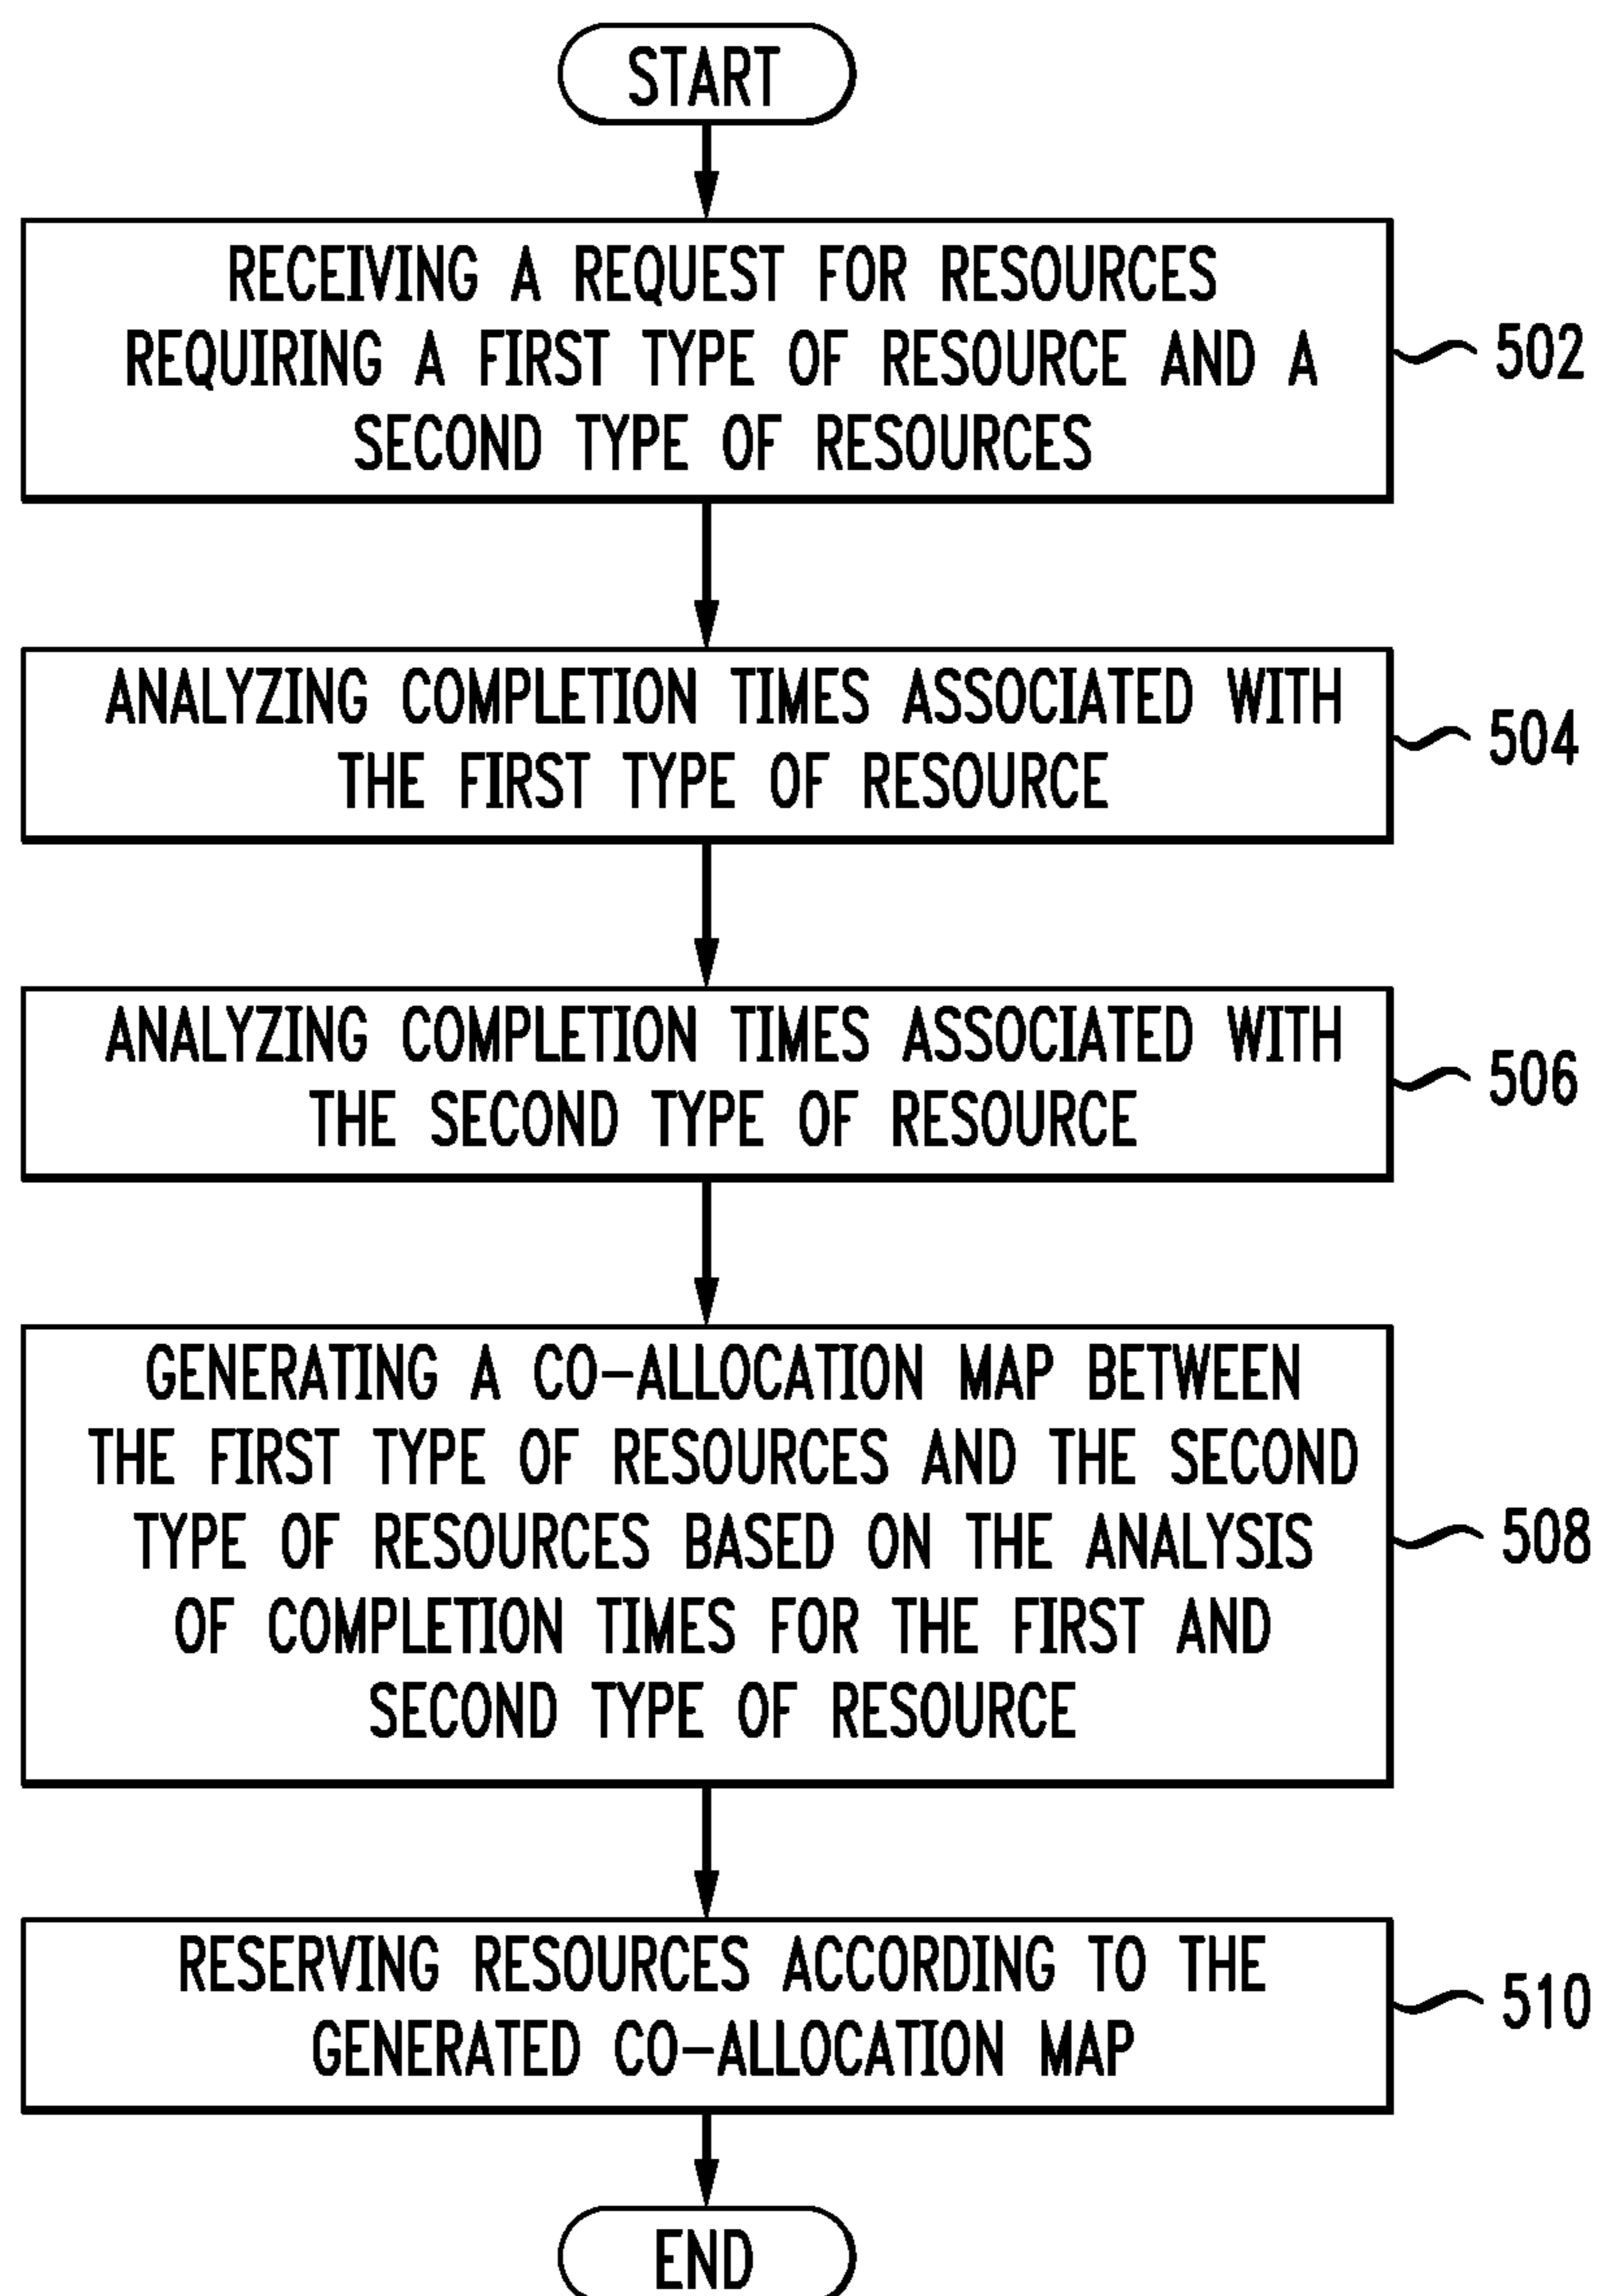 START
RECEIVING A REQUEST FOR RESOURCES
REQUIRING A FIRST TYPE OF RESOURCE AND A
SECOND TYPE OF RESOURCES
502
ANALYZING COMPLETION TIMES ASSOCIATED WITH
THE FIRST TYPE OF RESOURCE
504
ANALYZING COMPLETION TIMES ASSOCIATED WITH
THE SECOND TYPE OF RESOURCE
506
GENERATING A CO-ALLOCATION MAP BETWEEN
THE FIRST TYPE OF RESOURCES AND THE SECOND
TYPE OF RESOURCES BASED ON THE ANALYSIS
OF COMPLETION TIMES FOR THE FIRST AND
SECOND TYPE OF RESOURCE
508
RESERVING RESOURCES ACCORDING TO THE
GENERATED CO-ALLOCATION MAP
510
END